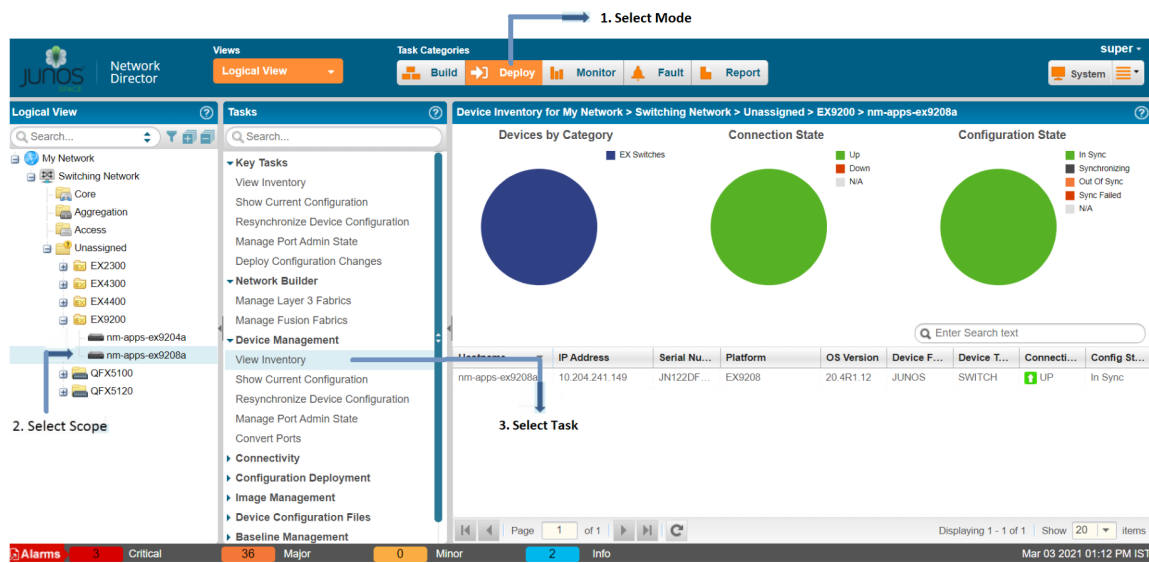 1. Select Mode
Views
Task Categories
super
JUNOS SPACE
Network Director
Logical View
Build
Deploy
Monitor
Fault
Report
System
Logical View
Search...
My Network
Switching Network
Core
Aggregation
Access
Unassigned
EX2300
EX4300
EX4400
EX9200
nm-apps-ex9204a
nm-apps-ex9208a
QFX5100
QFX5120
2. Select Scope
Tasks
Search...
Key Tasks
View Inventory
Show Current Configuration
Resynchronize Device Configuration
Manage Port Admin State
Deploy Configuration Changes
Network Builder
Manage Layer 3 Fabrics
Manage Fusion Fabrics
Device Management
View Inventory
Show Current Configuration
Resynchronize Device Configuration
Manage Port Admin State
Convert Ports
Connectivity
Configuration Deployment
Image Management
Device Configuration Files
Baseline Management
Device Inventory for My Network > Switching Network > Unassigned > EX9200 > nm-apps-ex9208a
Devices by Category
EX Switches
Connection State
Up
Down
N/A
Configuration State
In Sync
Synchronizing
Out Of Sync
Sync Failed
N/A
Enter Search text
Hostname IP Address Serial Nu... Platform OS Version Device F... Device T... Connecti... Config St...
nm-apps-ex9208a 10.204.241.149 JN122DF... EX9208 20.4R1.12 JUNOS SWITCH UP In Sync
3. Select Task
Page 1 of 1
Displaying 1 - 1 of 1 Show 20 items
Alarms 3 Critical 36 Major 0 Minor 2 Info Mar 03 2021 01:12 PM IST